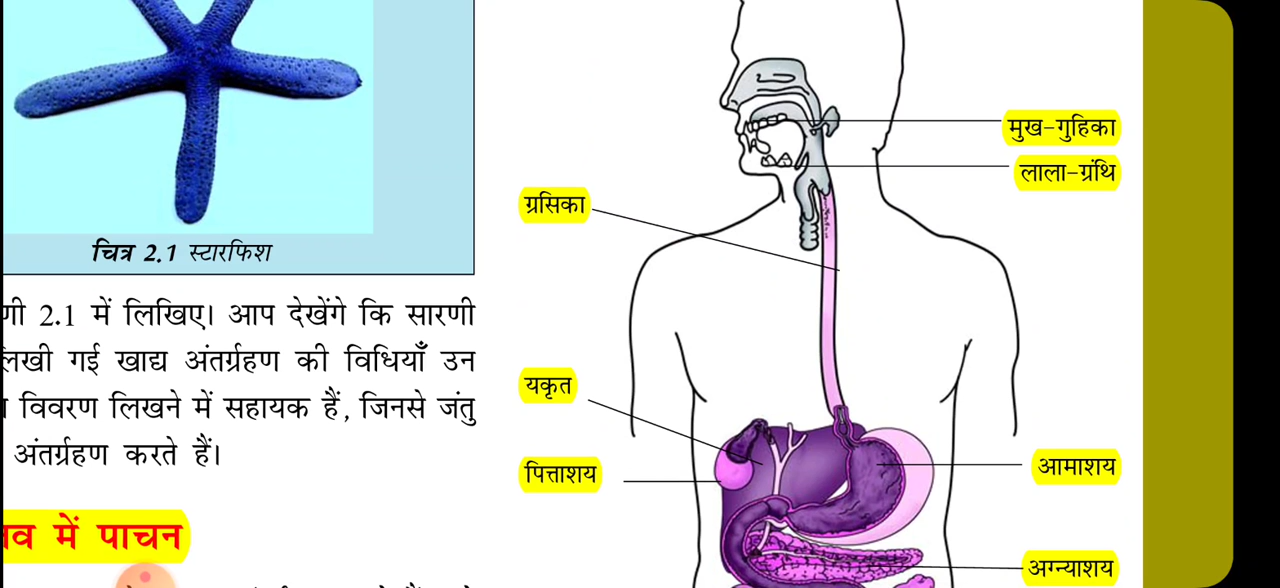 चित्र 2.1 स्टारफिश
2.1 में लिखिए। आप देखेंगे कि सारणी
गई खाद्य अंतर्ग्रहण की विधियाँ उन
विवरण लिखने में सहायक हैं, जिनसे जंतु
अंतर्ग्रहण करते हैं।
में पाचन
मुख-गुहिका
लाला-ग्रंथि
ग्रसिका
यकृत
पित्ताशय
आमाशय
अग्न्याशय